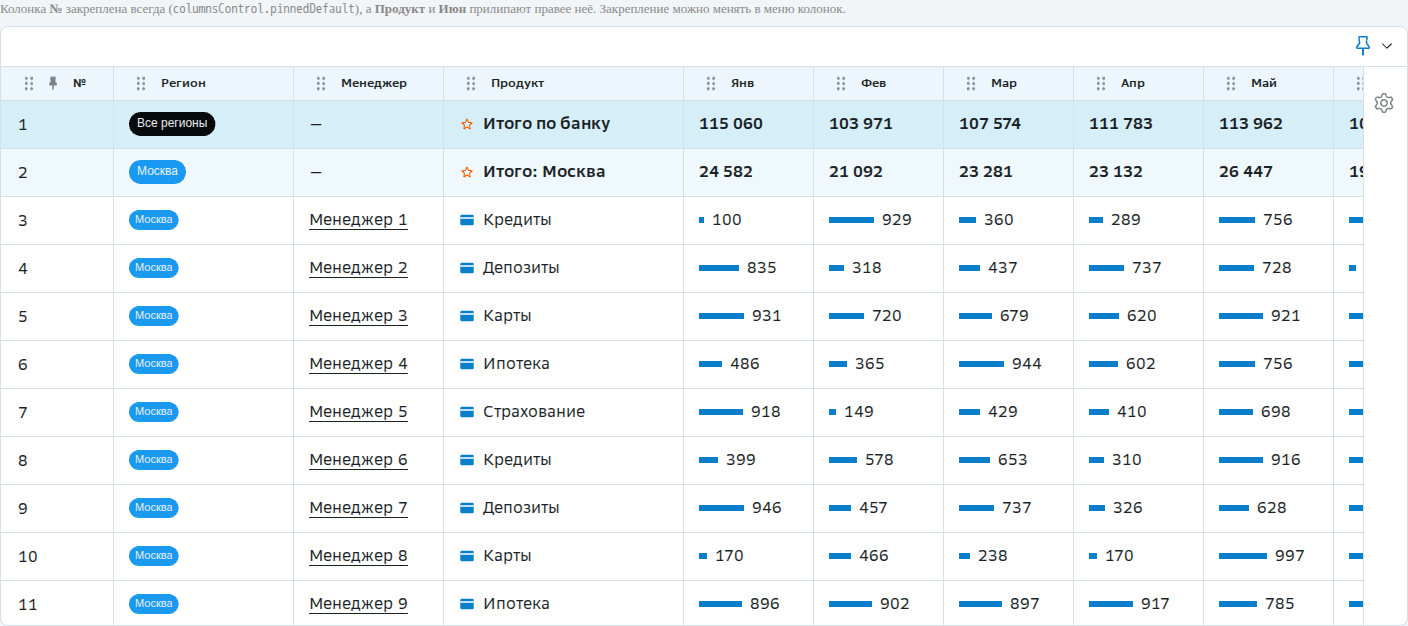 Колонка № закреплена всегда (columnsControl.pinnedDefault), а Продукт и Июн прилипают правее неё. Закрепление можно менять в меню колонок.
№ Регион Менеджер Продукт Янв Фев Мар Апр Май
1 Все регионы — Итого по банку 115 060 103 971 107 574 111 783 113 962
2 Москва — Итого: Москва 24 582 21 092 23 281 23 132 26 447
3 Москва Менеджер 1 Кредиты 100 929 360 289 756
4 Москва Менеджер 2 Депозиты 835 318 437 737 728
5 Москва Менеджер 3 Карты 931 720 679 620 921
6 Москва Менеджер 4 Ипотека 486 365 944 602 756
7 Москва Менеджер 5 Страхование 918 149 429 410 698
8 Москва Менеджер 6 Кредиты 399 578 653 310 916
9 Москва Менеджер 7 Депозиты 946 457 737 326 628
10 Москва Менеджер 8 Карты 170 466 238 170 997
11 Москва Менеджер 9 Ипотека 896 902 897 917 785